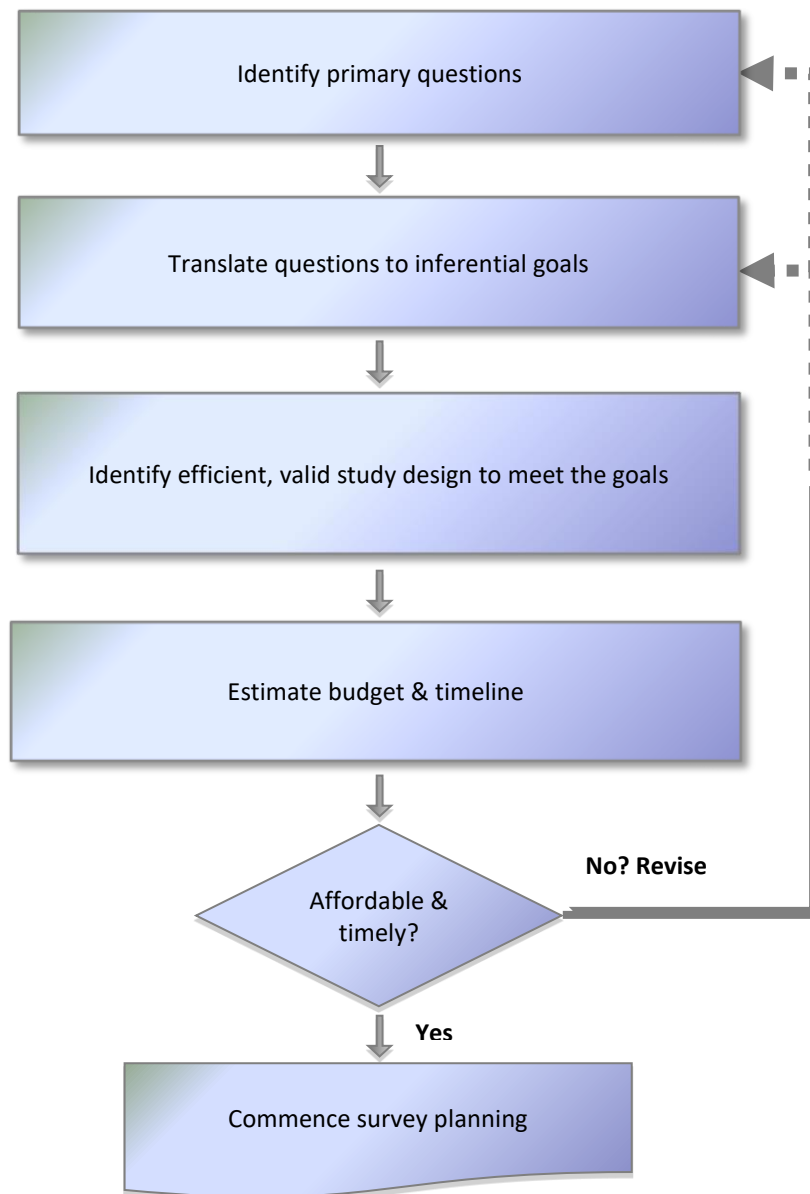 Identify primary questions
Translate questions to inferential goals
Identify efficient, valid study design to meet the goals
Estimate budget & timeline
No? Revise
Affordable &
timely?
Yes
Commence survey planning